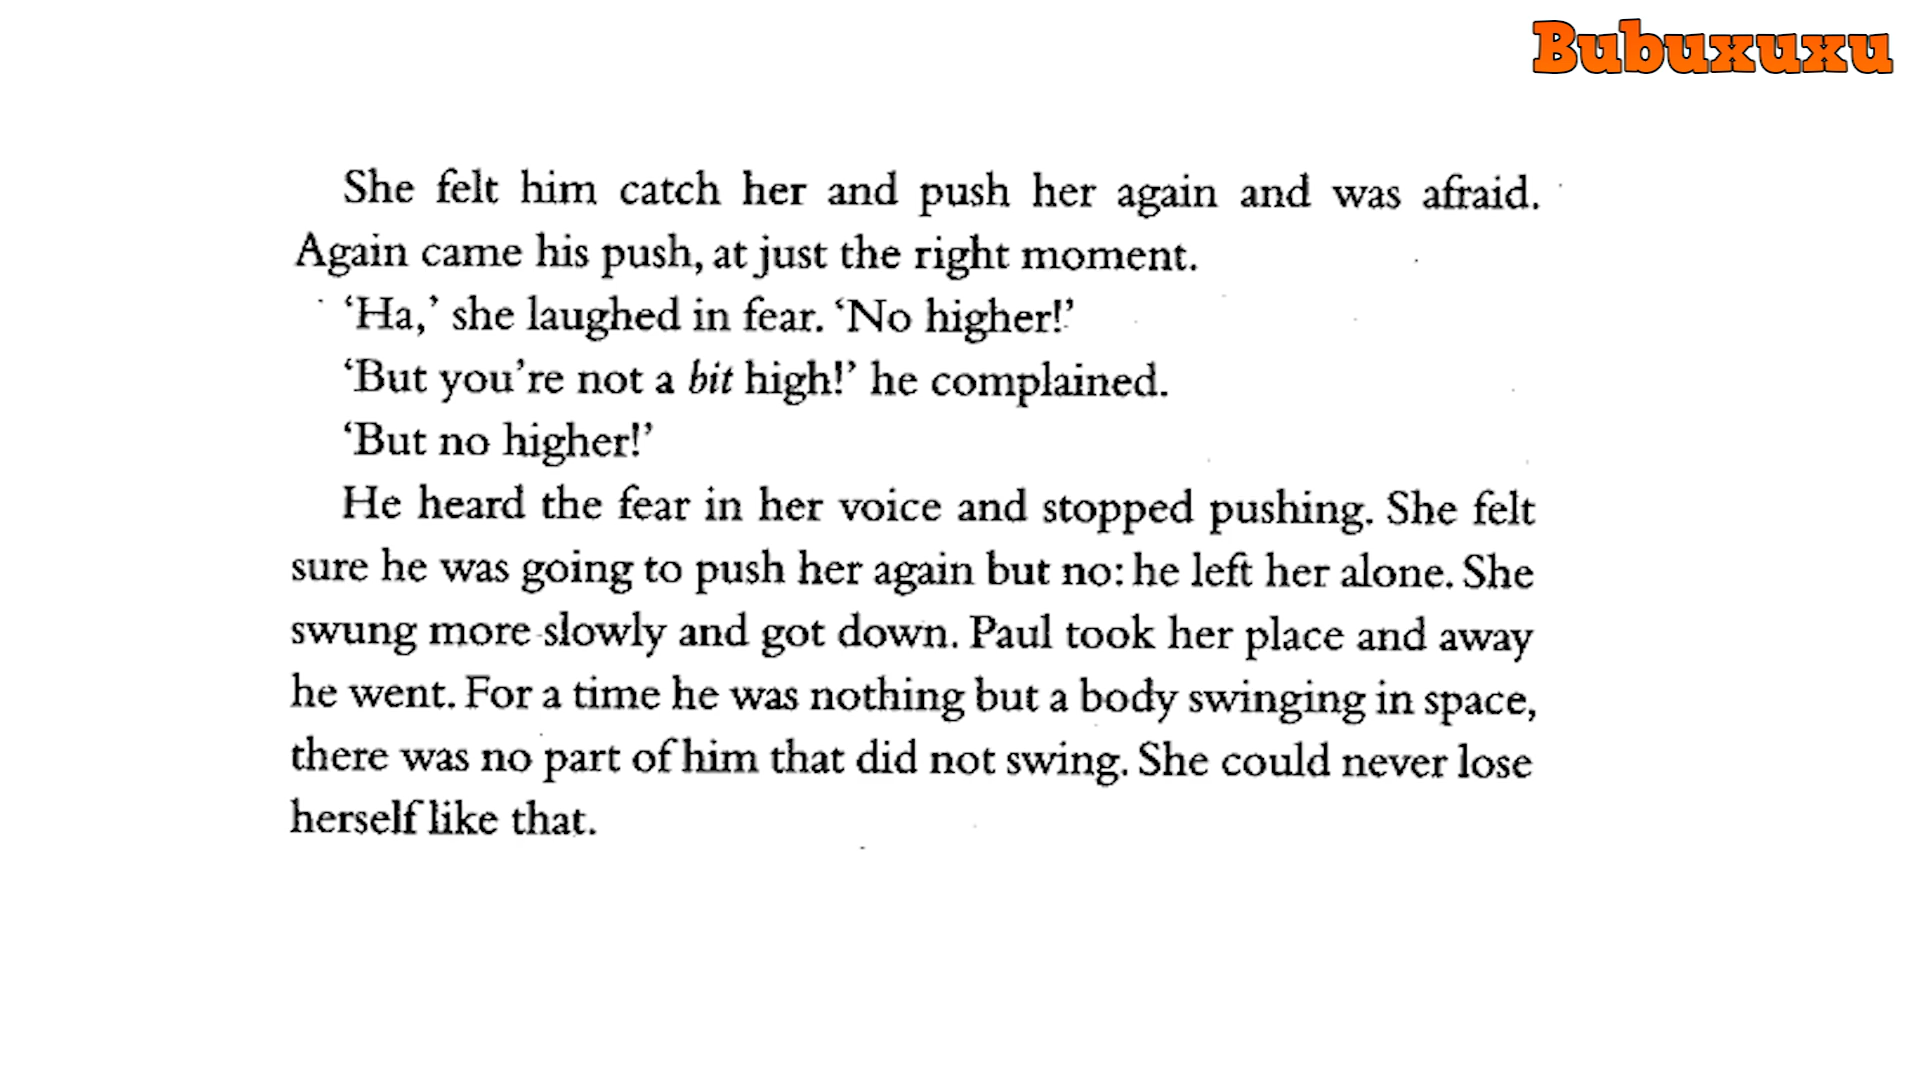 Bubuxuxu
She felt him catch her and push her again and was afraid.
Again came his push, at just the right moment.
‘Ha,’ she laughed in fear. ‘No higher!’
‘But you’re not a bit high!’ he complained.
‘But no higher!’
He heard the fear in her voice and stopped pushing. She felt
sure he was going to push her again but no: he left her alone. She
swung more slowly and got down. Paul took her place and away
he went. For a time he was nothing but a body swinging in space,
there was no part of him that did not swing. She could never lose
herself like that.